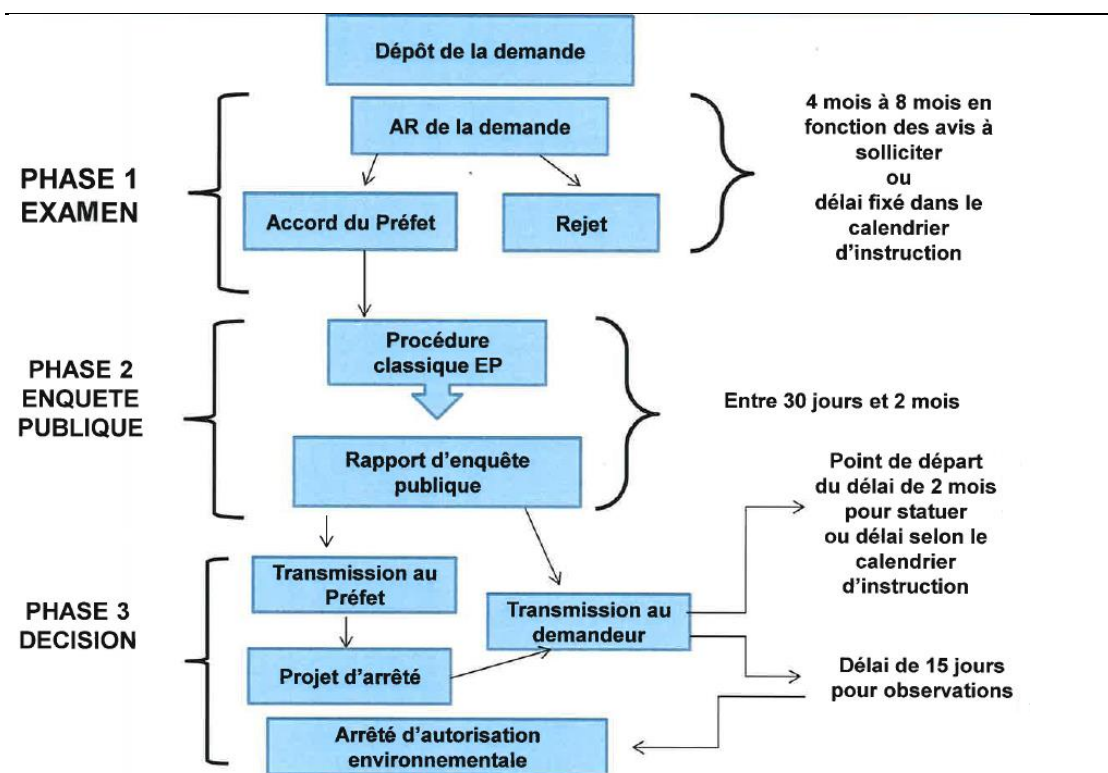 Dépôt de la demande
PHASE 1
EXAMEN
AR de la demande
Accord du Préfet
Rejet
4 mois à 8 mois en
fonction des avis à
solliciter
ou
délai fixé dans le
calendrier
d'instruction
PHASE 2
ENQUETE
PUBLIQUE
Procédure
classique EP
Rapport d'enquête
publique
Entre 30 jours et 2 mois
PHASE 3
DECISION
Transmission au
Préfet
Projet d'arrêté
Transmission au
demandeur
Point de départ
du délai de 2 mois
pour statuer
ou délai selon le
calendrier
d'instruction
Délai de 15 jours
pour observations
Arrêté d'autorisation
environnementale